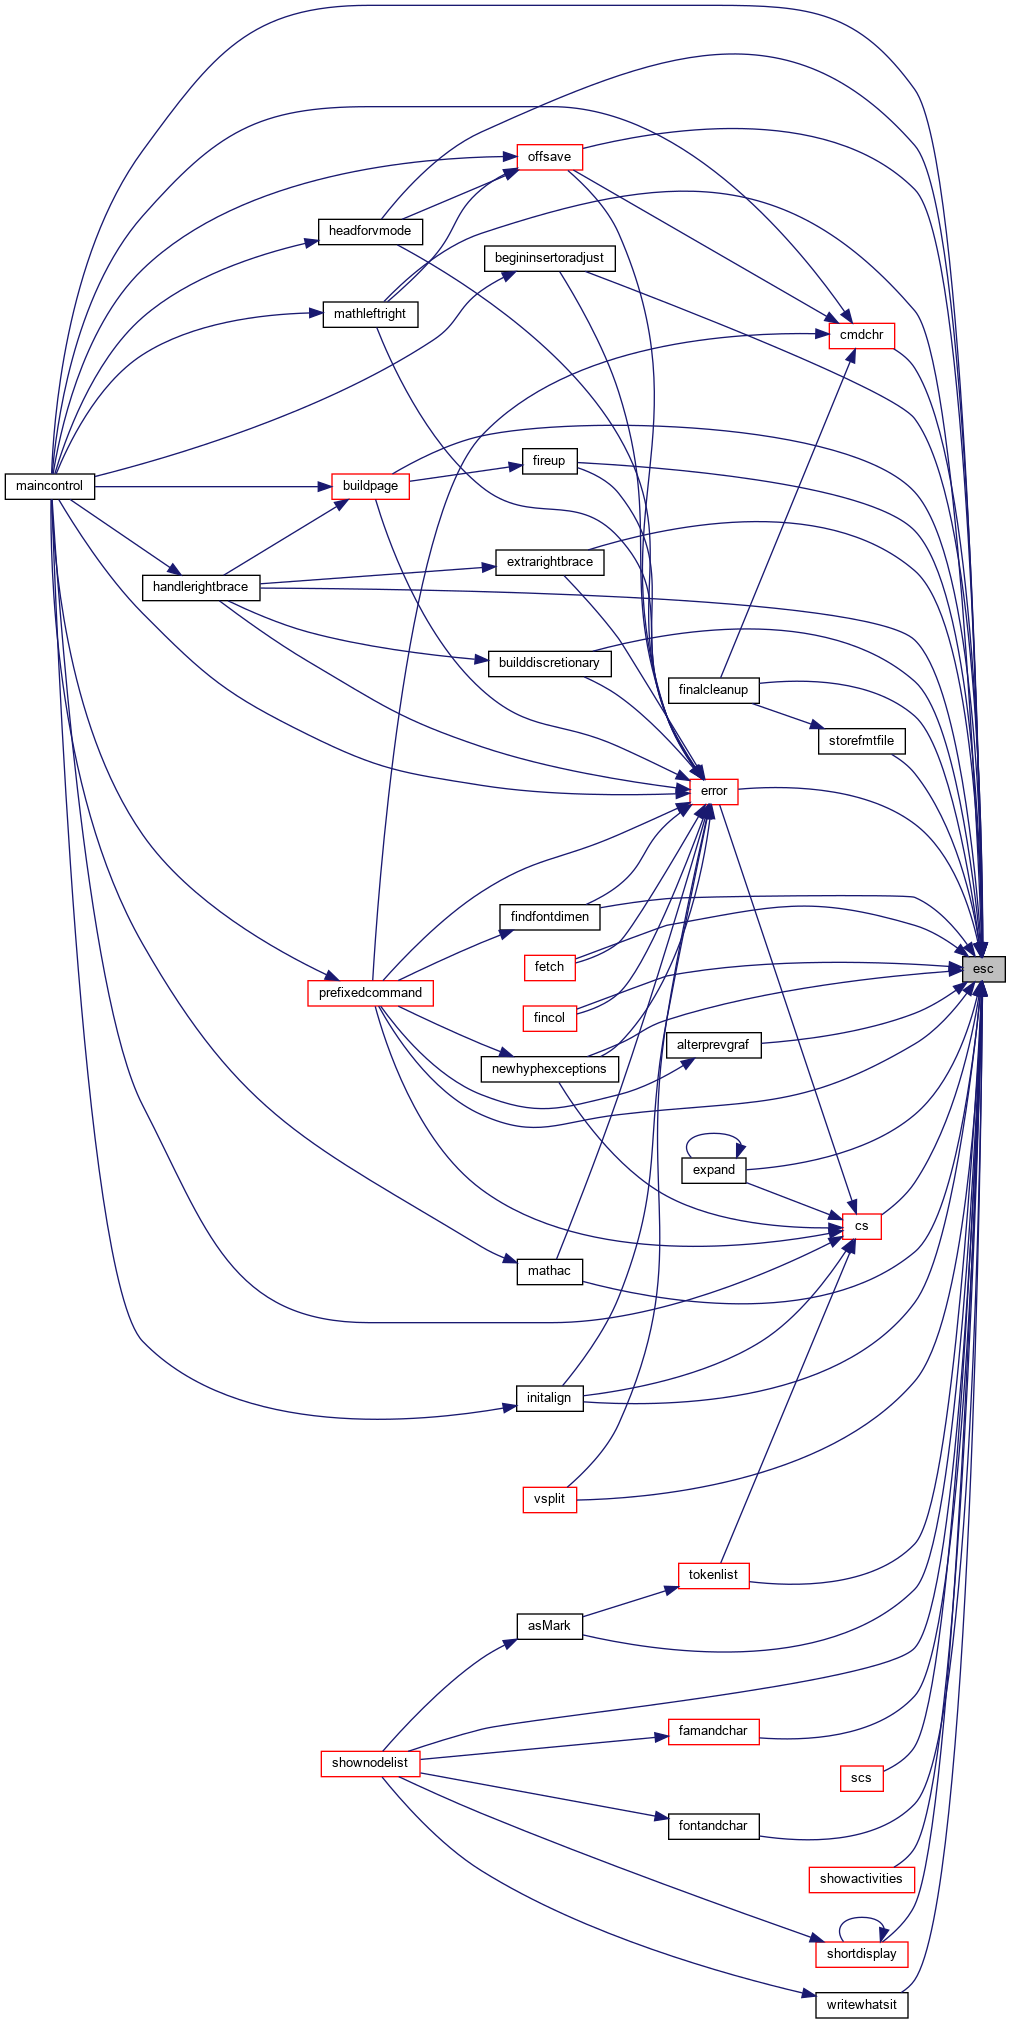 offsave
headforvmode
begininsertoradjust
mathleftright
cmdchr
fireup
maincontrol
buildpage
extrarightbrace
handlerightbrace
builddiscretionary
finalcleanup
storefmtfile
error
findfontdimen
fetch
esc
prefixedcommand
fincol
alterprevgraf
newhyphexceptions
expand
cs
mathac
initalign
vsplit
tokenlist
asMark
famandchar
shownodelist
scs
fontandchar
showactivities
shortdisplay
writewhatsit